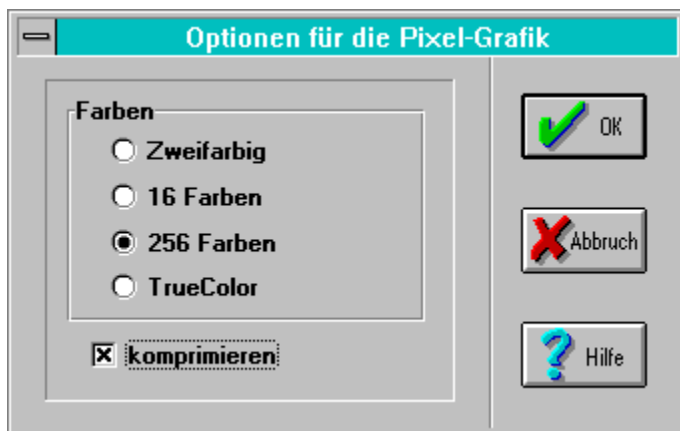 Optionen für die Pixel-Grafik
Farben
Zweifarbig
16 Farben
256 Farben
TrueColor
komprimieren
OK
Abbruch
Hilfe